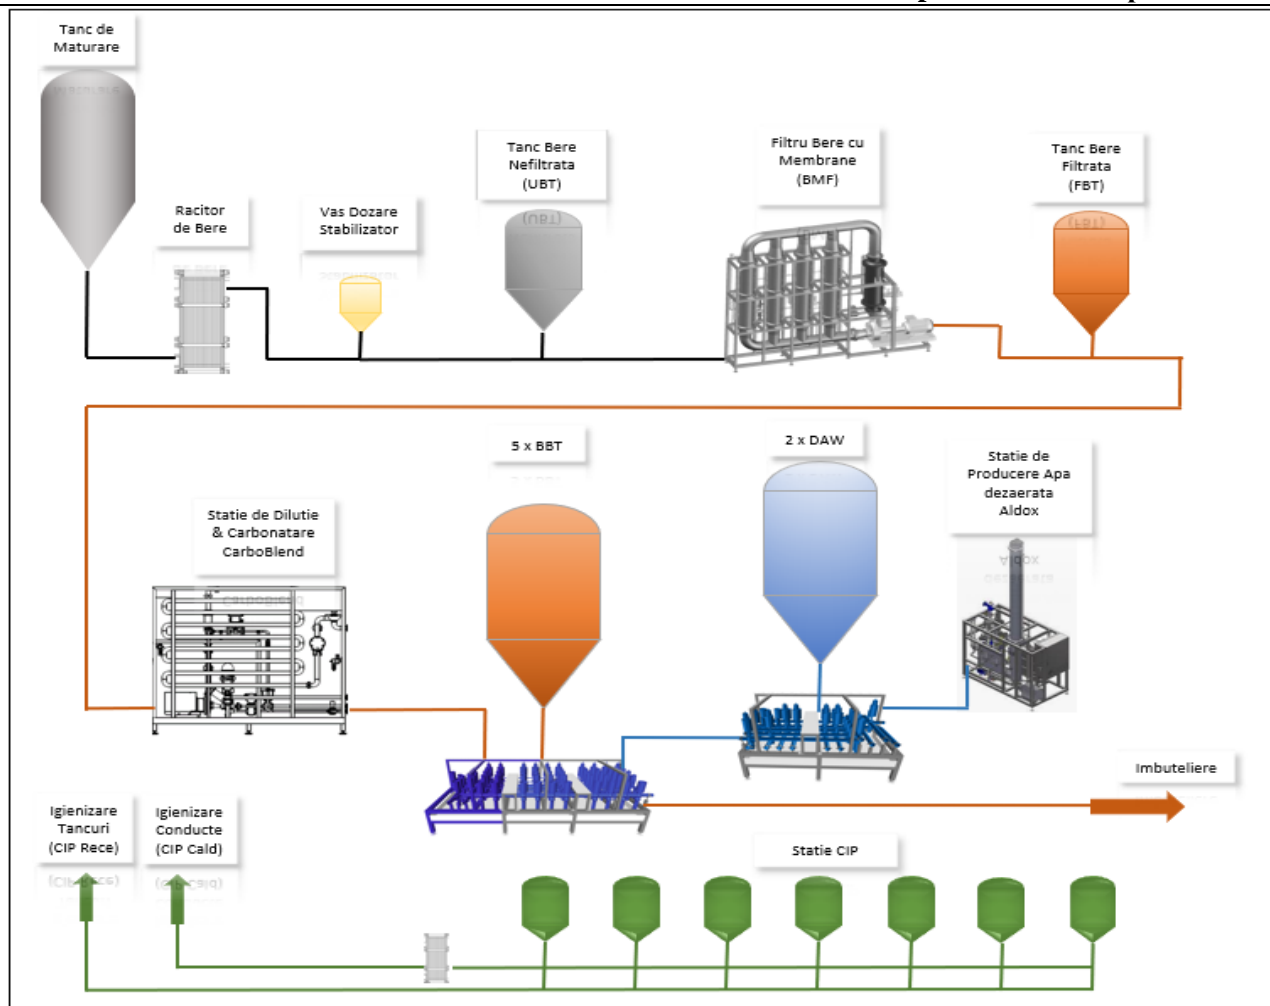 Tanc de
Maturare
Racitor
de Bere
Vas Dozare
Stabilizator
Tanc Bere
Nefiltrata
(UBT)
Filtru Bere cu
Membrane
(BMF)
Tanc Bere
Filtrata
(FBT)
Statie de Dilutie
& Carbonatare
CarboBlend
5 x BBT
2 x DAW
Statie de
Producere Apa
dezaerata
Aldox
Imbuteliere
Igienizare
Tancuri
(CIP Rece)
Igienizare
Conducte
(CIP Cald)
Statie CIP